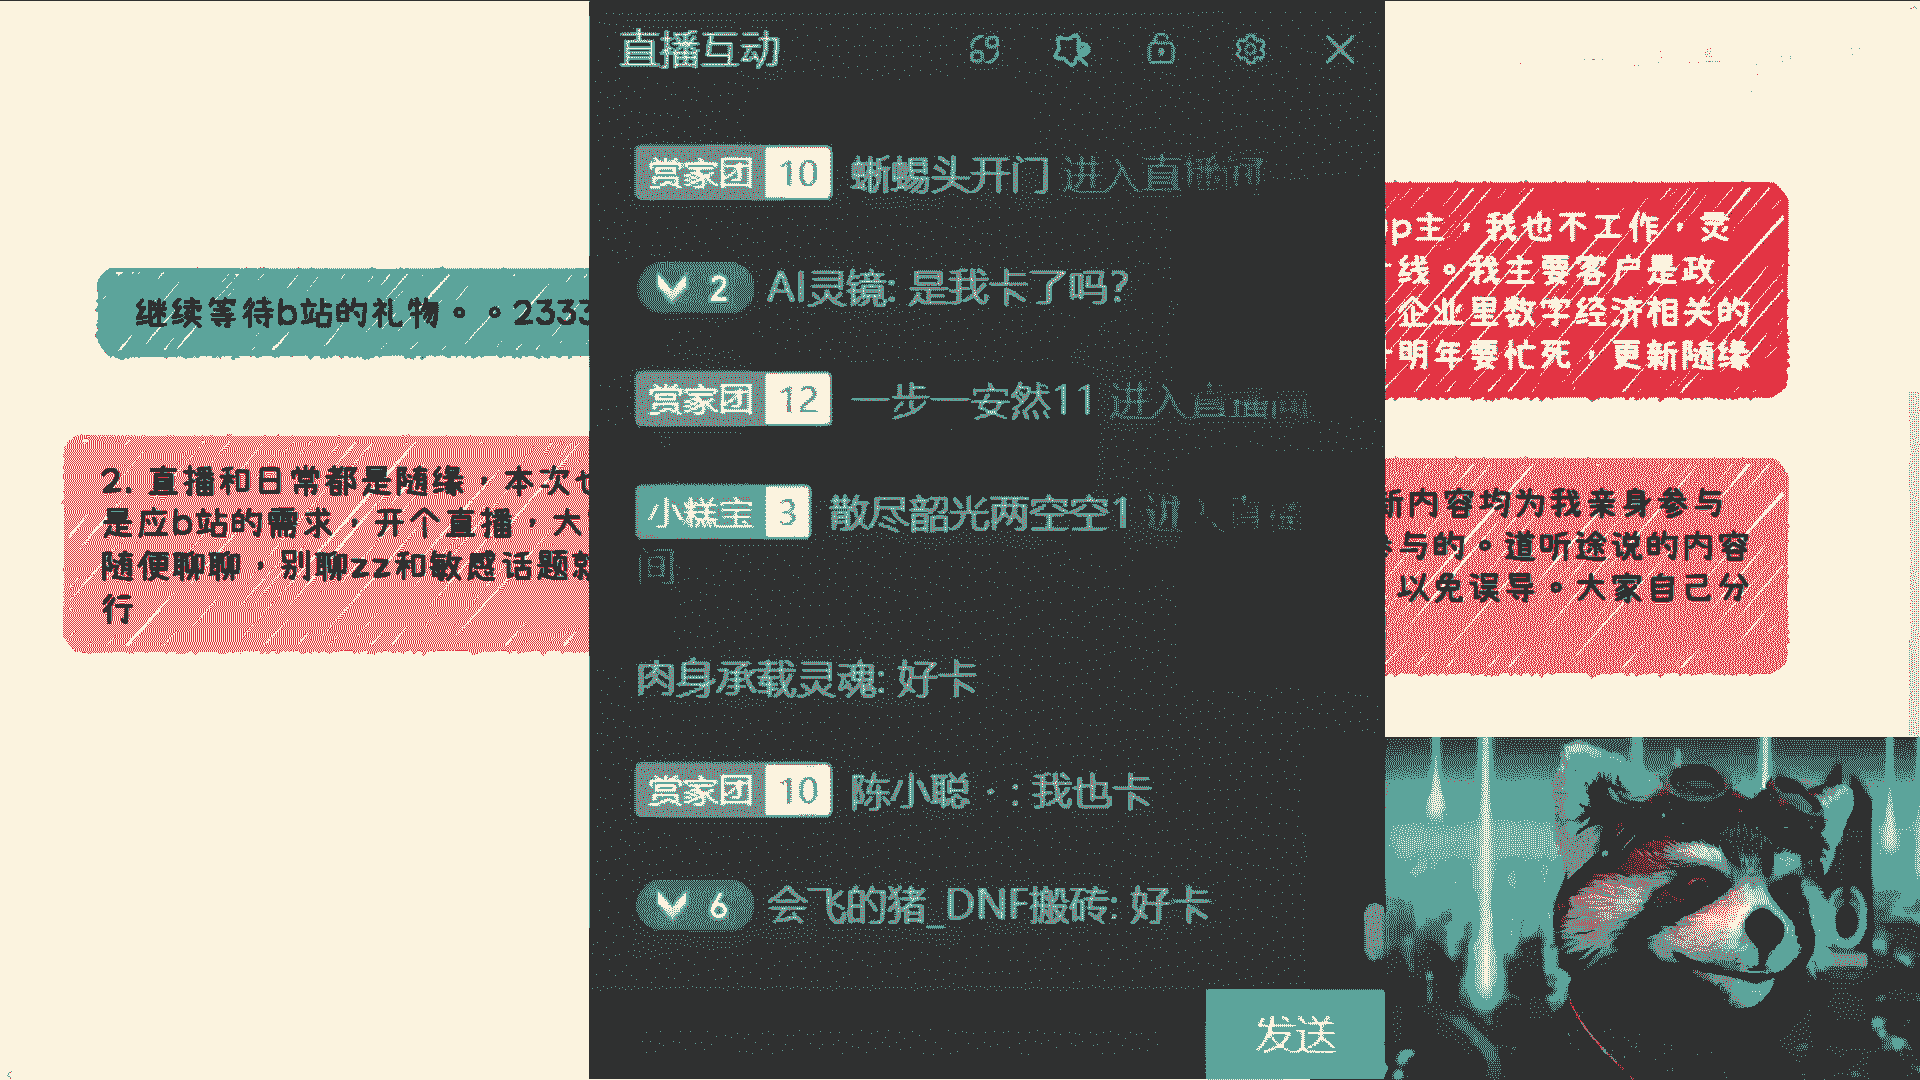 继续等待b站的礼物。。2333
2. 直播和日常都是随缘，本次也
是应b站的需求，开个直播，大
随便聊聊，别聊zz和敏感话题就
行
直播互动
赏家团 10 蜥蜴头开门 进入直播间
2 AI灵镜: 是我卡了吗?
赏家团 12 一步一安然11 进入直播间
小糕宝 3 散尽韶光两空空1 进入直播
间
肉身承载灵魂: 好卡
赏家团 10 陈小聪·: 我也卡
6 会飞的猪_DNF搬砖: 好卡
发送
p主，我也不工作，灵
线。我主要客户是政
企业里数字经济相关的
明年要忙死，更新随缘
新内容均为我亲身参与
参与的。道听途说的内容
以免误导。大家自己分